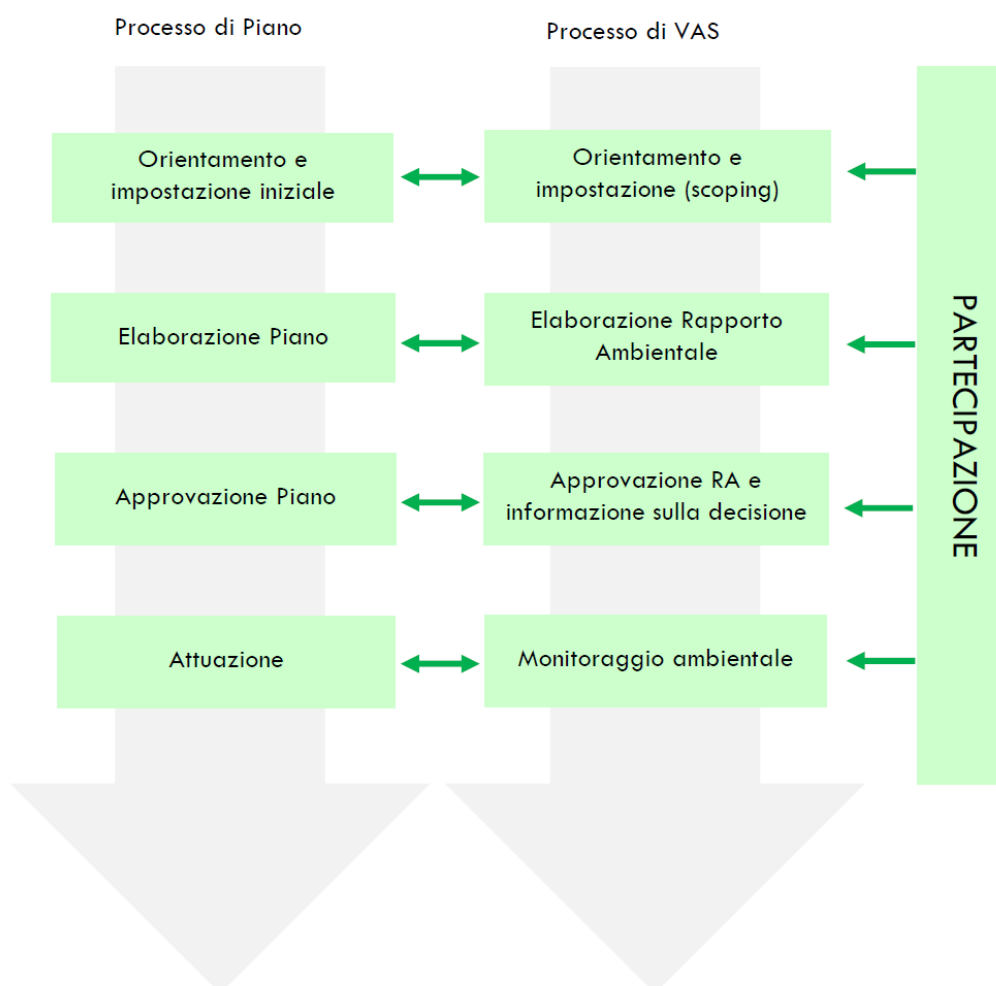 Processo di Piano
Processo di VAS
Orientamento e
impostazione iniziale
Orientamento e
impostazione (scoping)
Elaborazione Piano
Elaborazione Rapporto
Ambientale
Approvazione Piano
Approvazione RA e
informazione sulla decisione
Attuazione
Monitoraggio ambientale
PARTECIPAZIONE